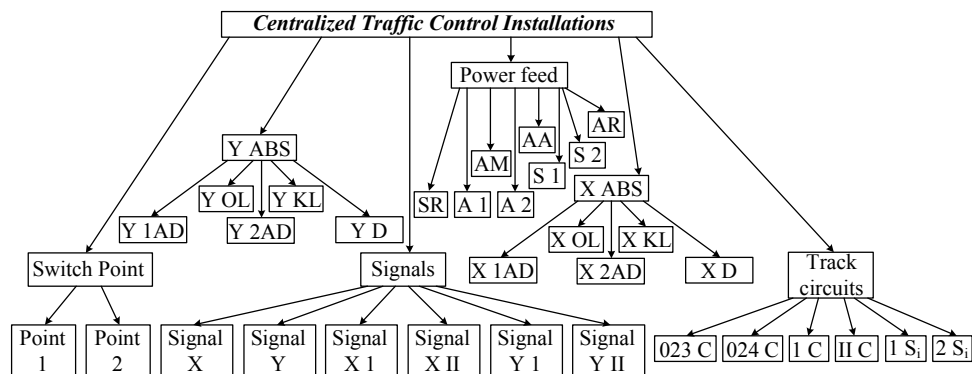 Centralized Traffic Control Installations
Power feed
AR
AA
S 2
AM
S 1
SR
A 1
A 2
Y ABS
Y OL
Y KL
Y 1AD
Y 2AD
Y D
X ABS
X OL
X KL
X 1AD
X 2AD
X D
Switch Point
Point
1
Point
2
Signals
Signal
X
Signal
Y
Signal
X 1
Signal
X II
Signal
Y 1
Signal
Y II
Track
circuits
023 C
024 C
1 C
II C
1 Si
2 Si